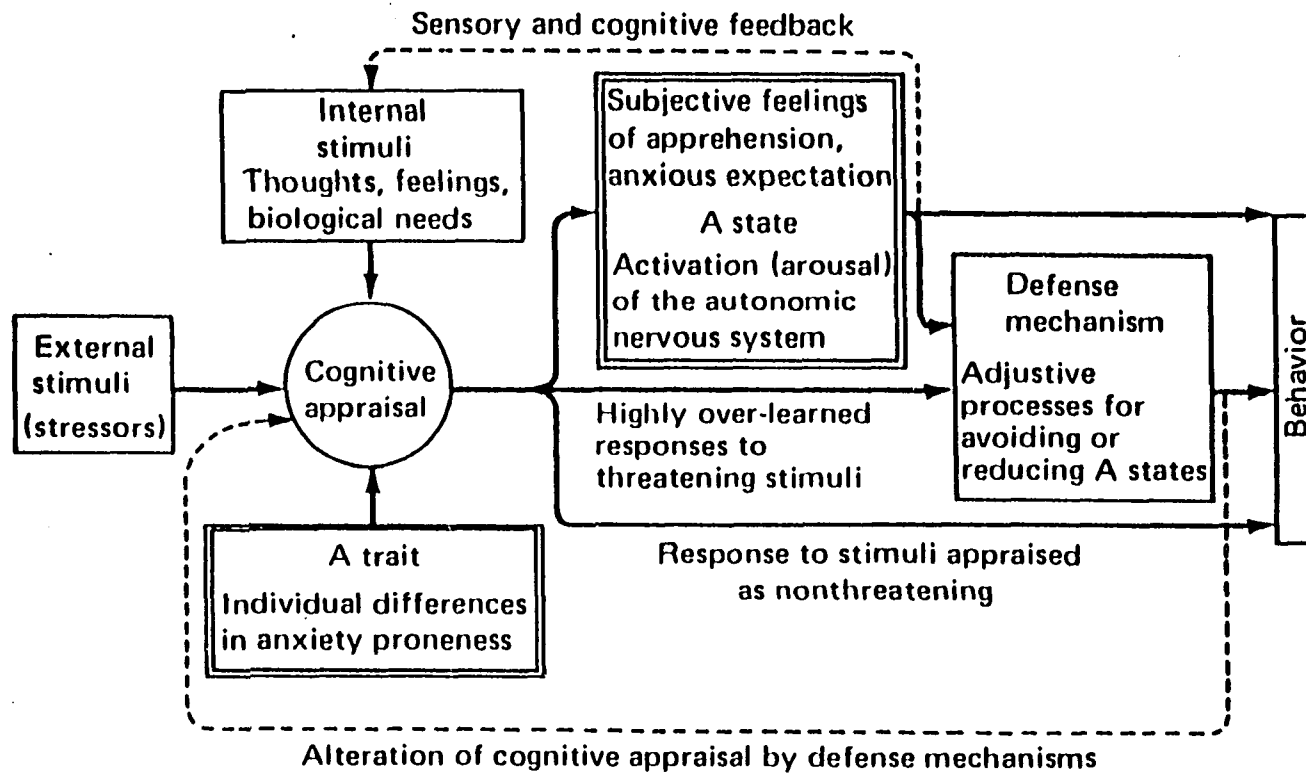 Sensory and cognitive feedback
Internal
stimuli
Thoughts, feelings,
biological needs
Subjective feelings
of apprehension,
anxious expectation
A state
Activation (arousal)
of the autonomic
nervous system
External
stimuli
(stressors)
Cognitive
appraisal
Highly over-learned
responses to
threatening stimuli
Defense
mechanism
Adjustive
processes for
avoiding or
reducing A states
Behavior
A trait
Individual differences
in anxiety proneness
Response to stimuli appraised
as nonthreatening
Alteration of cognitive appraisal by defense mechanisms